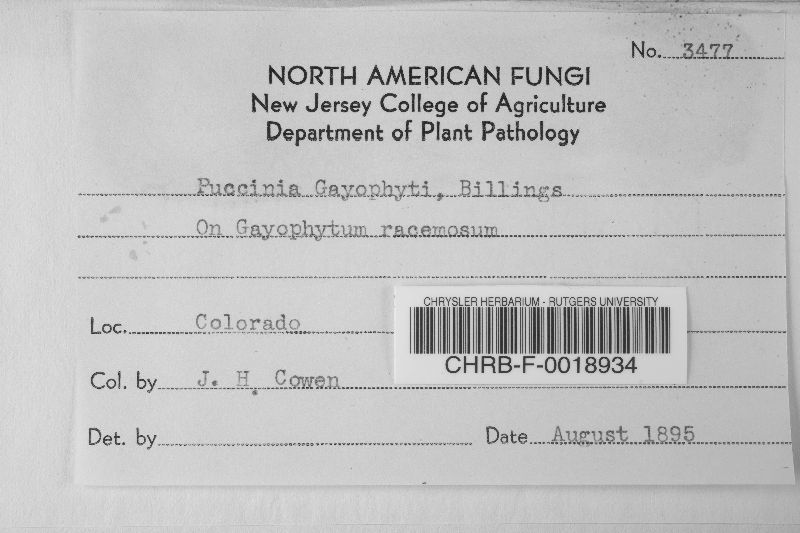 No. 3477
NORTH AMERICAN FUNGI
New Jersey College of Agriculture
Department of Plant Pathology
Puccinia Gayophyti, Billings
On Gayophytum racemosum
CHRYSLER HERBARIUM - RUTGERS UNIVERSITY
CHRB-F-0018934
Loc. Colorado
Col. by J. H. Cowen
Det. by
Date August 1895